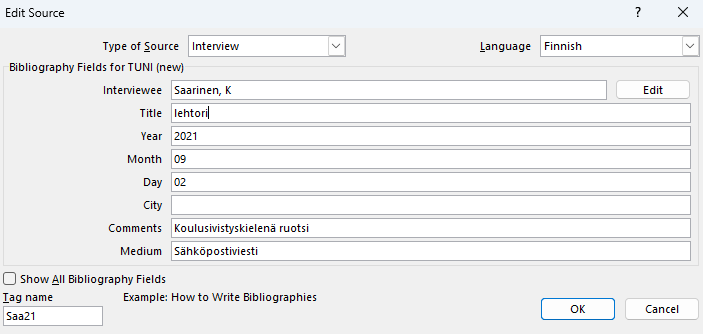 Edit Source
? ×
Type of Source Interview Language Finnish
Bibliography Fields for TUNI (new)
Interviewee Saarinen, K Edit
Title lehtori
Year 2021
Month 09
Day 02
City
Comments Koulusivistyskielenä ruotsi
Medium Sähköpostiviesti
Show All Bibliography Fields
Tag name Example: How to Write Bibliographies
Saa21 OK Cancel